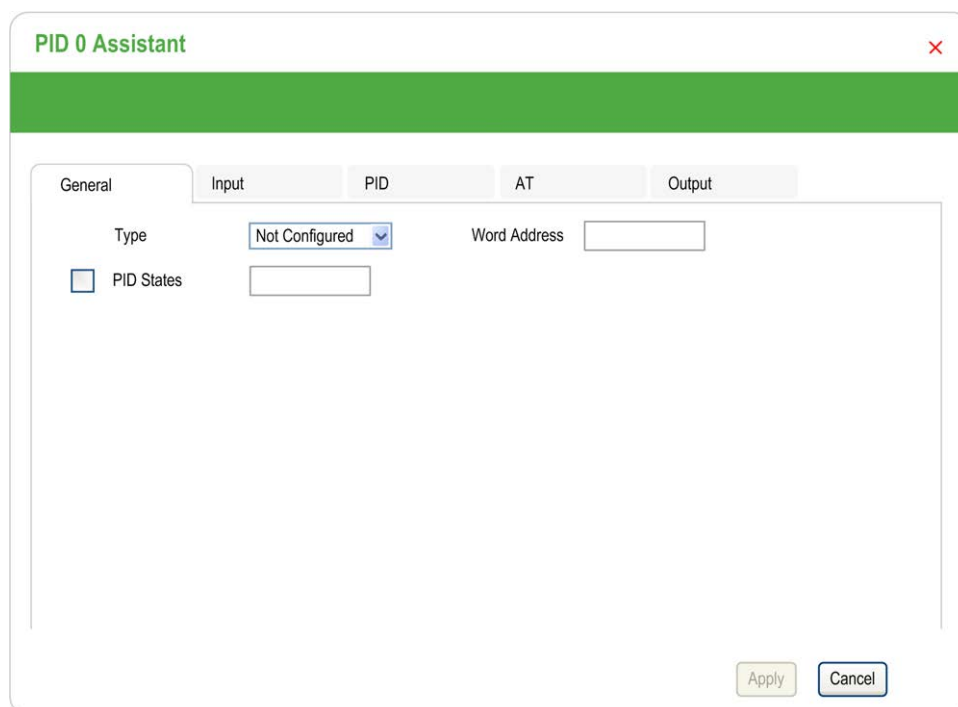 PID 0 Assistant
General Input PID AT Output
Type Not Configured Word Address
PID States
Apply Cancel